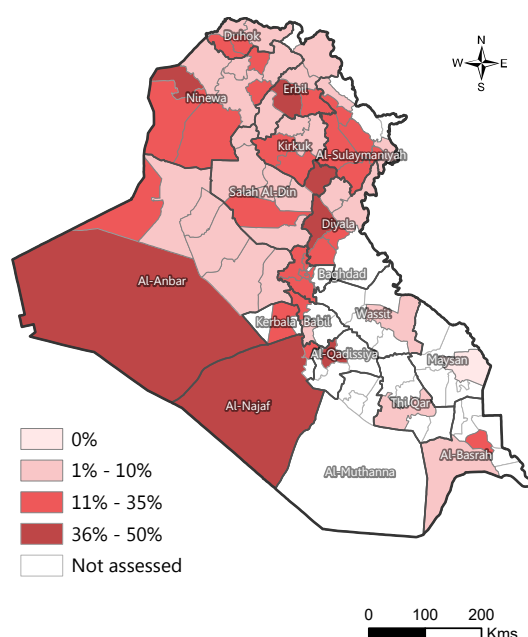 N
W E
S
Duhok
Ninewa
Erbil
Kirkuk
Al-Sulaymaniyah
Salah Al-Din
Diyala
Baghdad
Al-Anbar
Wassit
Kerbala
Babil
Al-Qadissiya
Maysan
Al-Najaf
Thi Qar
Al-Basrah
Al-Muthanna
0%
1% - 10%
11% - 35%
36% - 50%
Not assessed
0 100 200
Kms